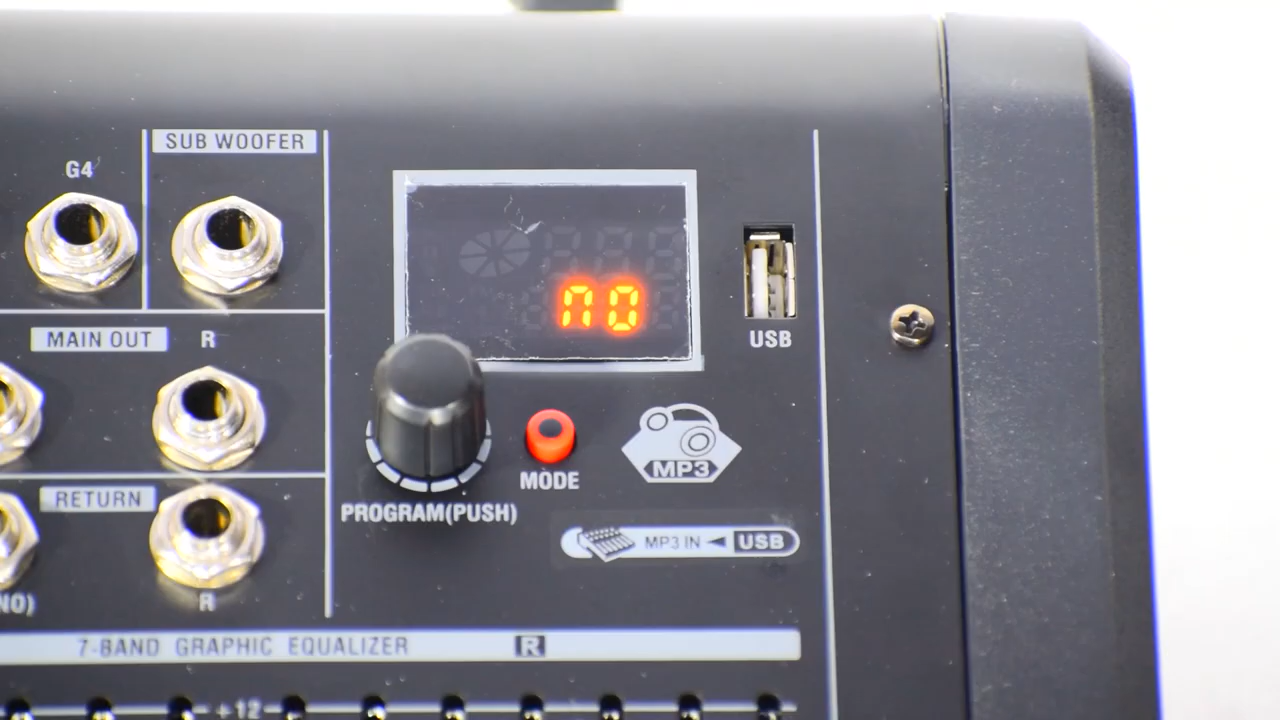 SUB WOOFER
G4
no
MAIN OUT
R
USB
MODE
MP3
PROGRAM(PUSH)
RETURN
MP3 IN
USB
R
NO)
7-BAND GRAPHIC EQUALIZER
R
+12